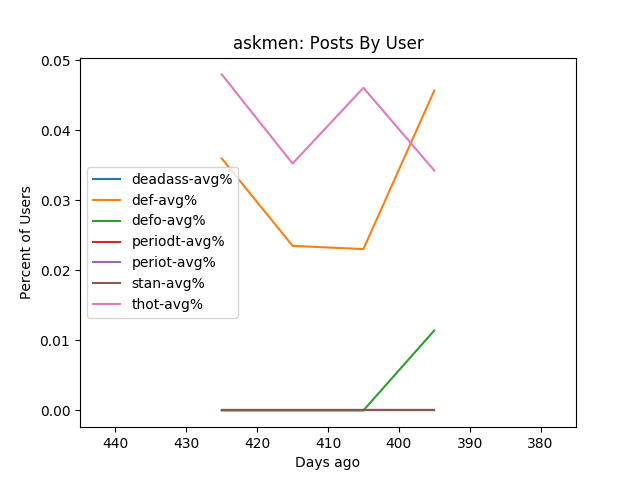 askmen: Posts By User
0.05
0.04
0.03
0.02
0.01
0.00
Percent of Users
deadass-avg%
def-avg%
defo-avg%
periodt-avg%
periot-avg%
stan-avg%
thot-avg%
440 430 420 410 400 390 380
Days ago